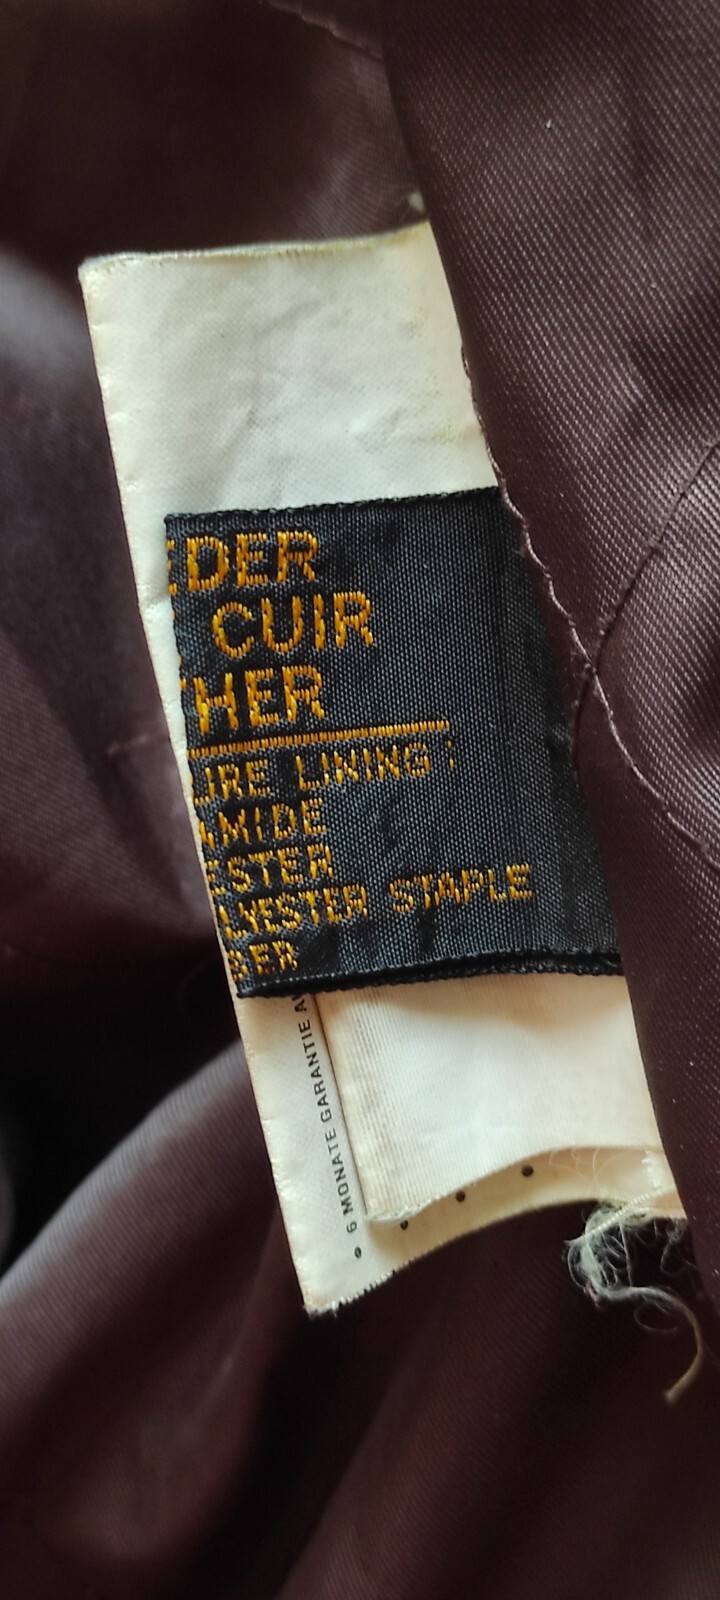 EDER
CUIR
THER
URE LINING :
AMIDE
ESTER
LYESTER STAPLE
BER
• 6 MONATE GARANTIE A